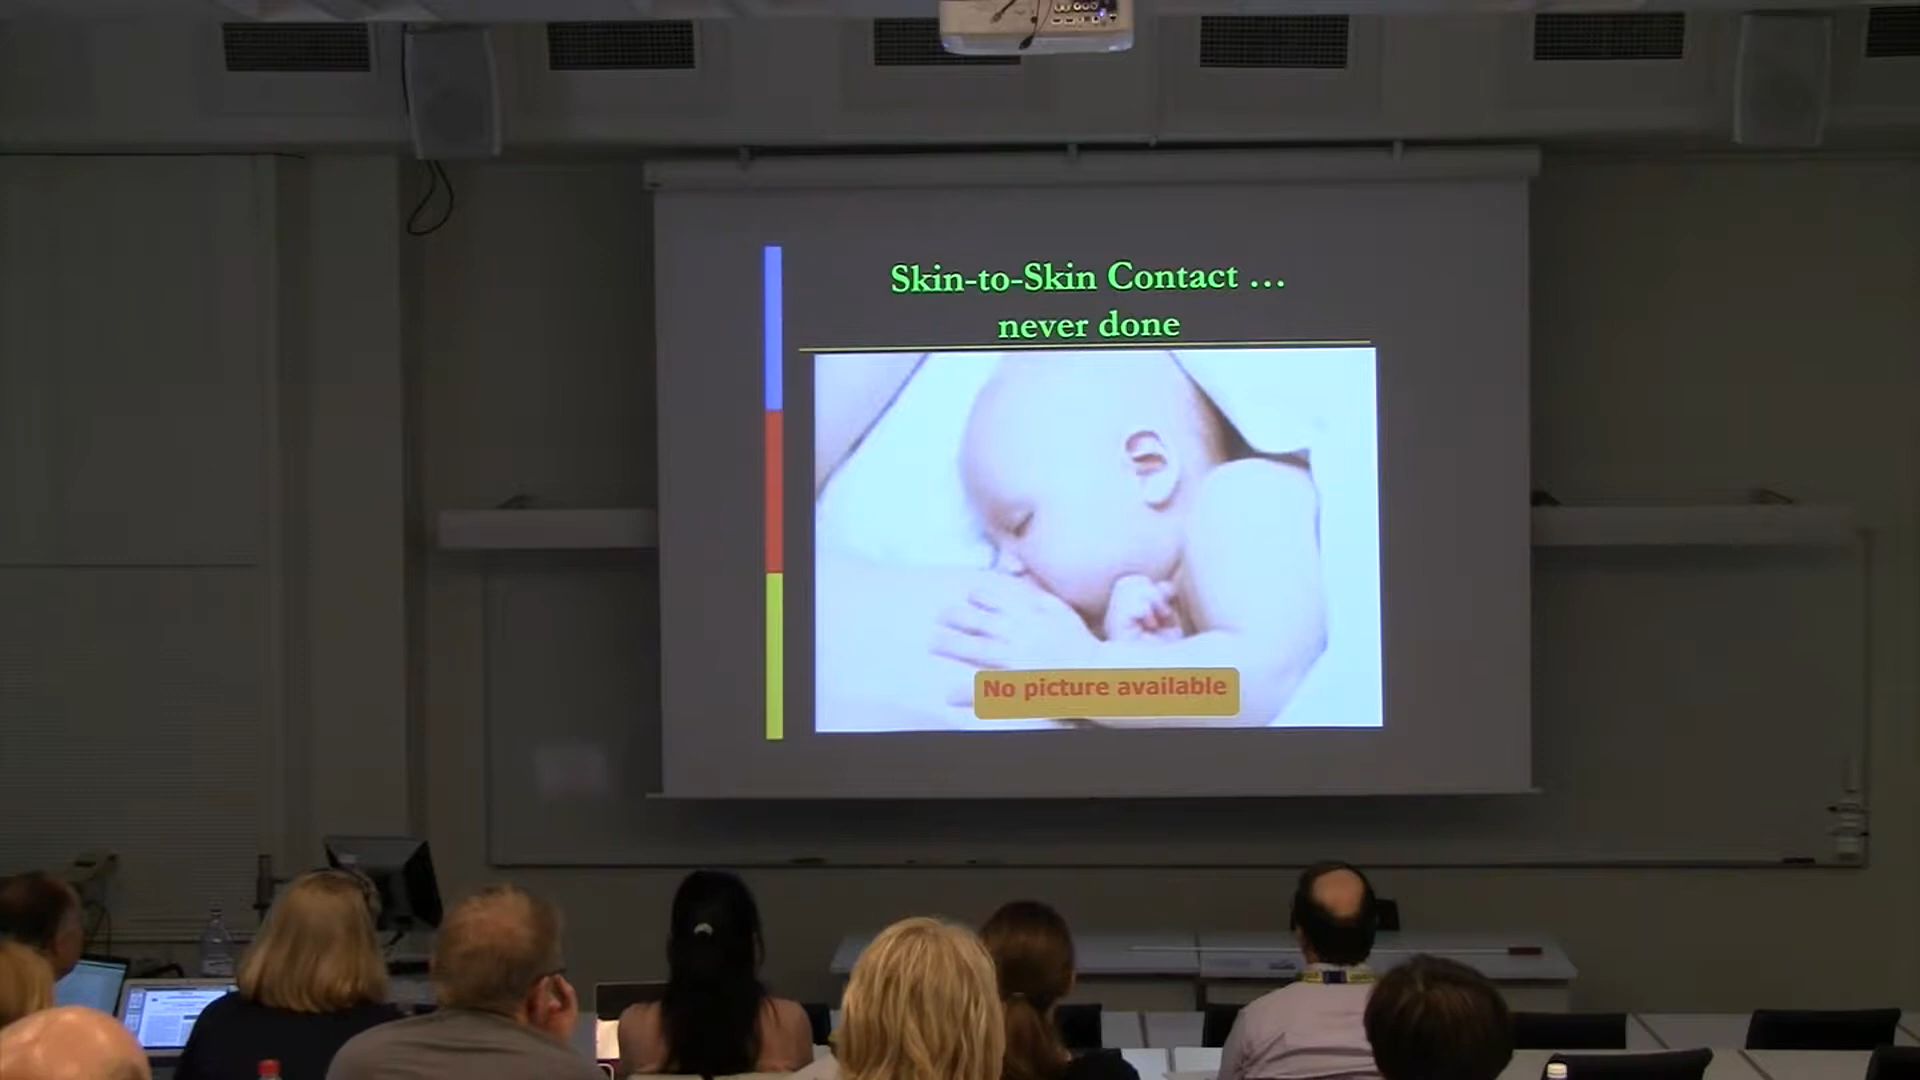 Skin-to-Skin Contact …
never done
No picture available